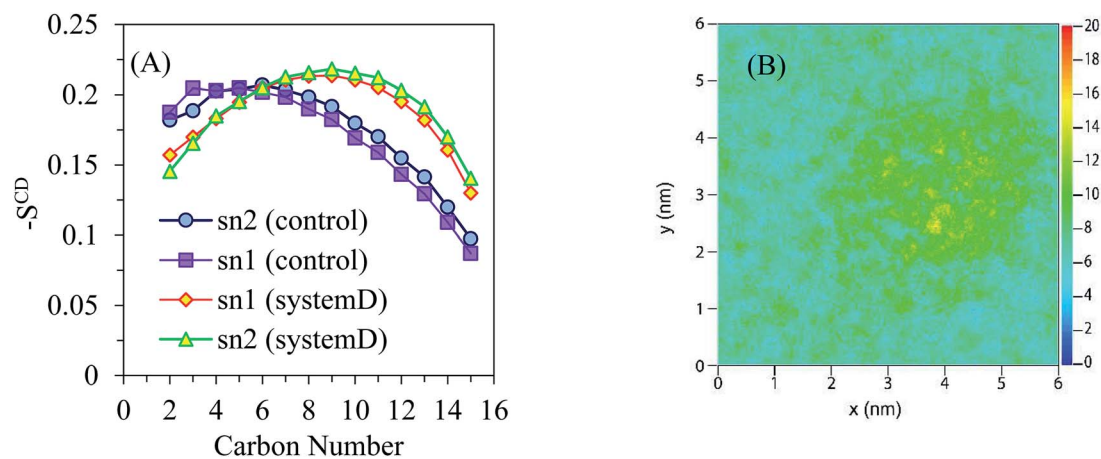 (A)
0.25
0.2
0.15
0.1
0.05
0
-S^CD
sn2 (control)
sn1 (control)
sn1 (systemD)
sn2 (systemD)
0 2 4 6 8 10 12 14 16
Carbon Number
(B)
6
5
4
3
2
1
0
y (nm)
0 1 2 3 4 5 6
x (nm)
20
18
16
14
12
10
8
6
4
2
0